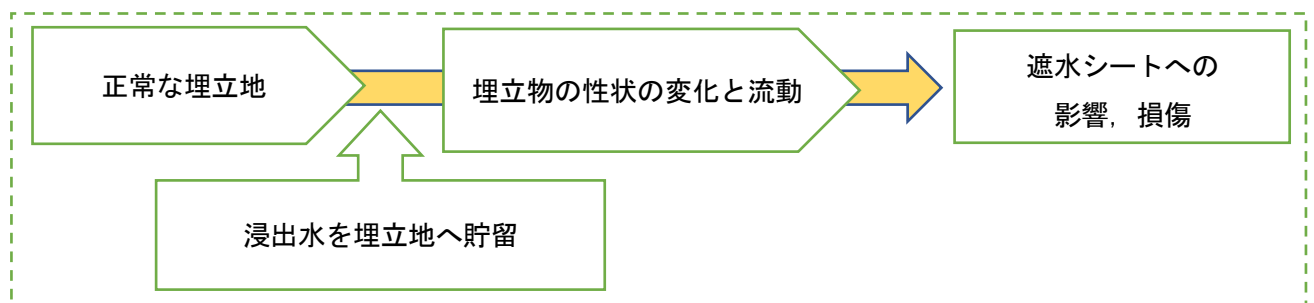 正常な埋立地
埋立物の性状の変化と流動
遮水シートへの
影響，損傷
浸出水を埋立地へ貯留